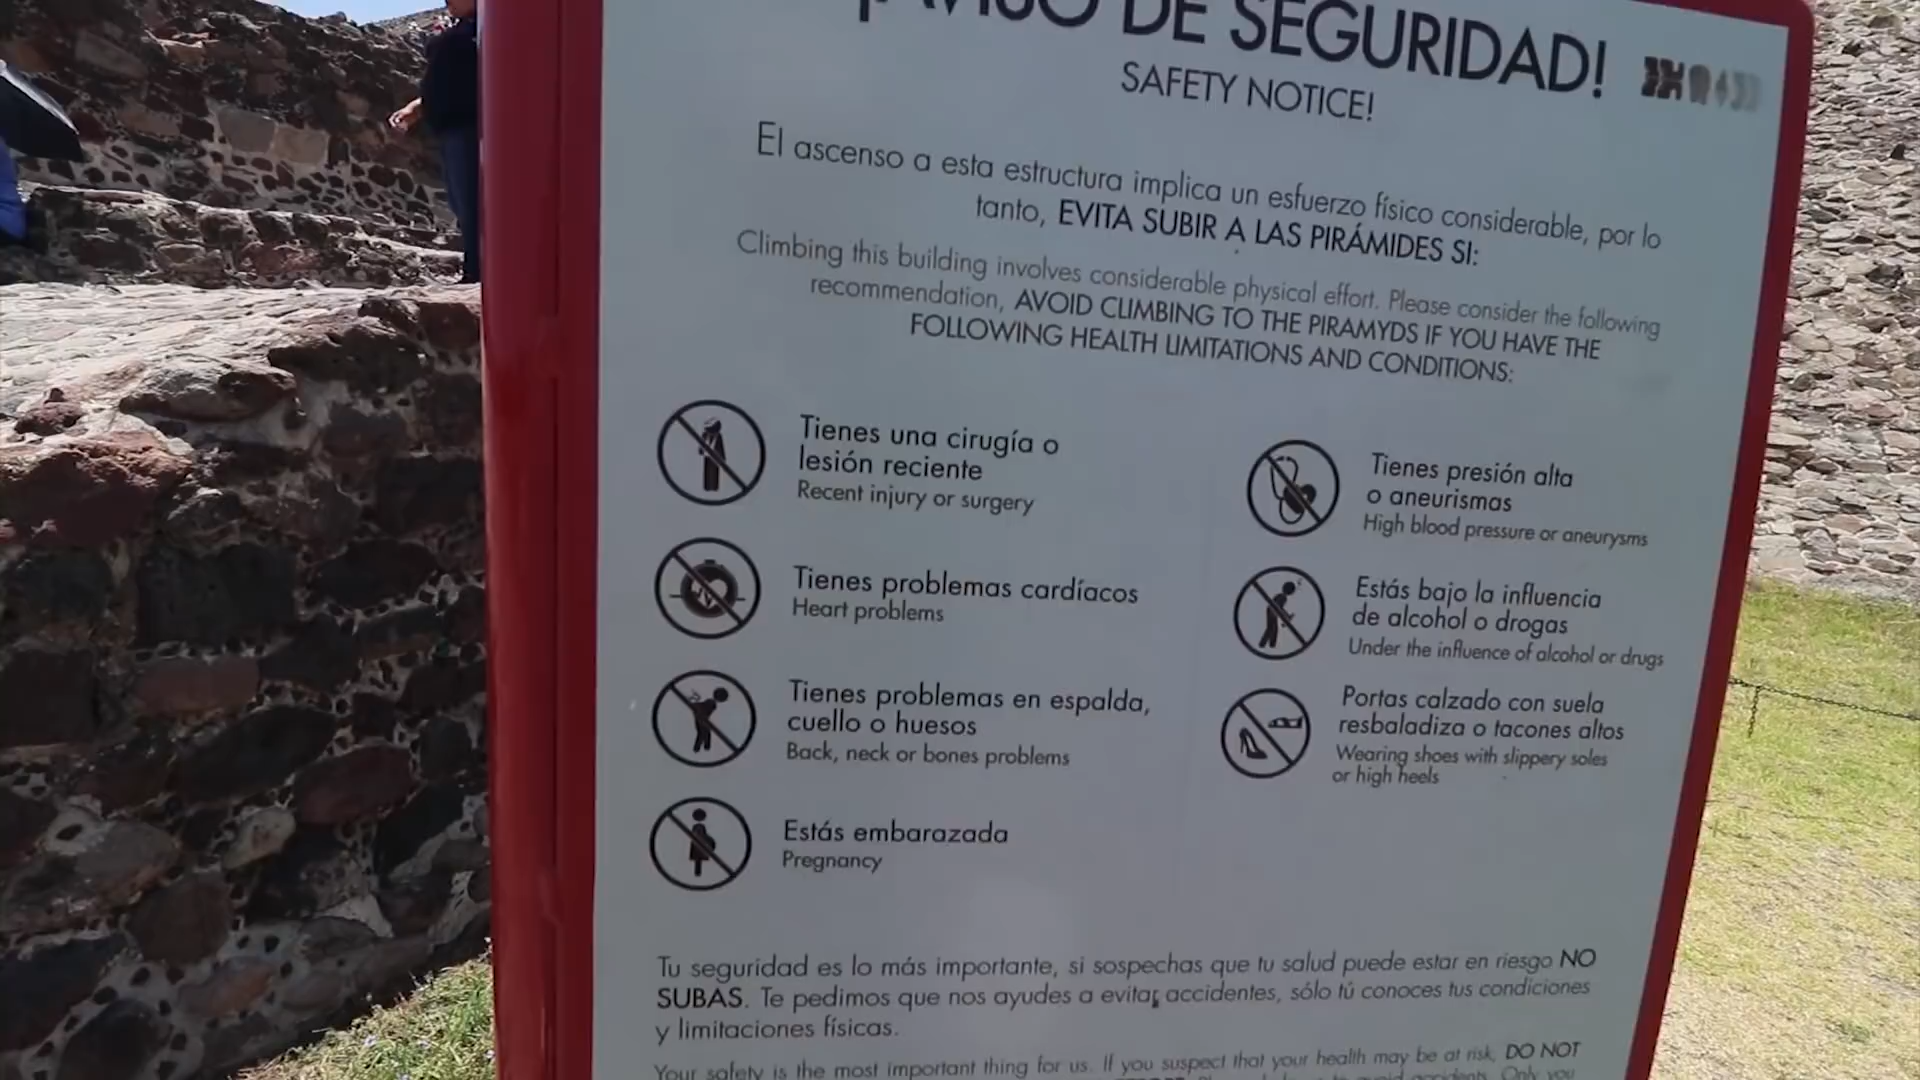 ¡AVISO DE SEGURIDAD!
SAFETY NOTICE!
El ascenso a esta estructura implica un esfuerzo físico considerable, por lo
tanto, EVITA SUBIR A LAS PIRÁMIDES SI:
Climbing this building involves considerable physical effort. Please consider the following
recommendation, AVOID CLIMBING TO THE PIRAMYDS IF YOU HAVE THE
FOLLOWING HEALTH LIMITATIONS AND CONDITIONS:
Tienes una cirugía o
lesión reciente
Recent injury or surgery
Tienes problemas cardíacos
Heart problems
Tienes problemas en espalda,
cuello o huesos
Back, neck or bones problems
Estás embarazada
Pregnancy
Tienes presión alta
o aneurismas
High blood pressure or aneurysms
Estás bajo la influencia
de alcohol o drogas
Under the influence of alcohol or drugs
Portas calzado con suela
resbaladiza o tacones altos
Wearing shoes with slippery soles
or high heels
Tu seguridad es lo más importante, si sospechas que tu salud puede estar en riesgo NO
SUBAS. Te pedimos que nos ayudes a evitar accidentes, sólo tú conoces tus condiciones
y limitaciones físicas.
Your safety is the most important thing for us. If you suspect that your health may be at risk, DO NOT
accidents. Only you